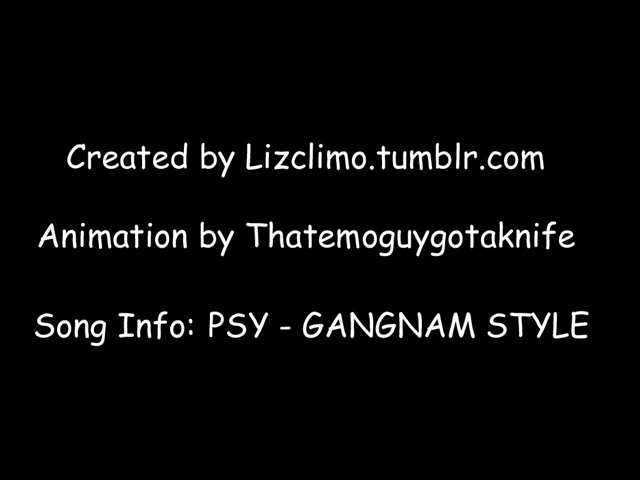 Created by Lizclimo.tumblr.com
Animation by Thatemoguygotaknife
Song Info: PSY - GANGNAM STYLE